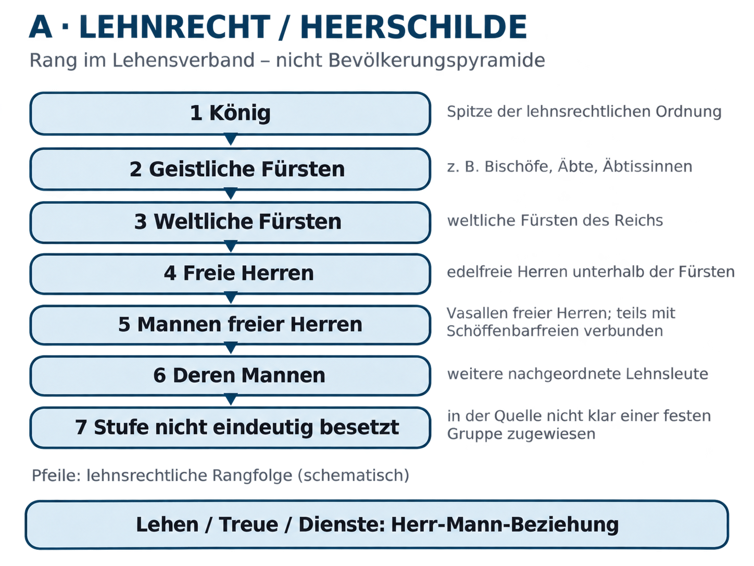 A · LEHNRECHT / HEERSCHILDE
Rang im Lehensverband – nicht Bevölkerungspyramide
1 König
Spitze der lehnsrechtlichen Ordnung
2 Geistliche Fürsten
z. B. Bischöfe, Äbte, Äbtissinnen
3 Weltliche Fürsten
weltliche Fürsten des Reichs
4 Freie Herren
edelfreie Herren unterhalb der Fürsten
5 Mannen freier Herren
Vasallen freier Herren; teils mit
Schöffenbarfreien verbunden
6 Deren Mannen
weitere nachgeordnete Lehnsleute
7 Stufe nicht eindeutig besetzt
in der Quelle nicht klar einer festen
Gruppe zugewiesen
Pfeile: lehnsrechtliche Rangfolge (schematisch)
Lehen / Treue / Dienste: Herr-Mann-Beziehung